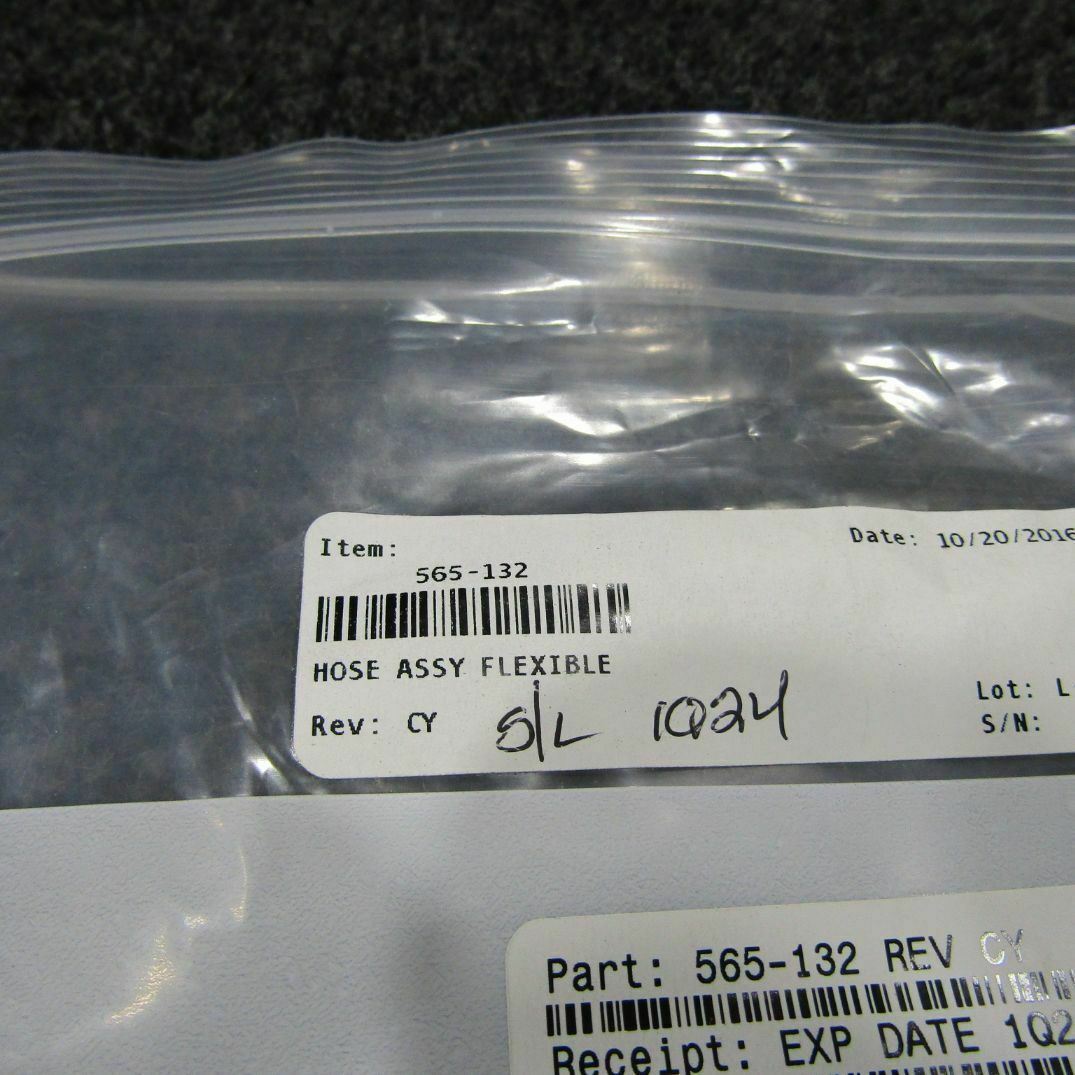 Item:
Date: 10/20/2016
565-132
HOSE ASSY FLEXIBLE
Rev: CY S/L 1Q24
Lot: L
S/N:
Part: 565-132 REV CY
Receipt: EXP DATE 1Q2